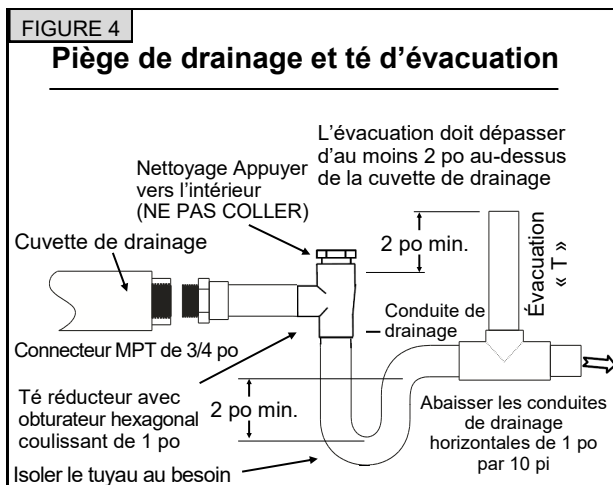 FIGURE 4
Piège de drainage et té d’évacuation
L’évacuation doit dépasser
d’au moins 2 po au-dessus
de la cuvette de drainage
Nettoyage Appuyer
vers l’intérieur
(NE PAS COLLER)
2 po min.
Évacuation
« T »
Cuvette de drainage
Conduite de
drainage
Connecteur MPT de 3/4 po
Té réducteur avec
obturateur hexagonal
coulissant de 1 po
2 po min.
Abaisser les conduites
de drainage
horizontales de 1 po
par 10 pi
Isoler le tuyau au besoin